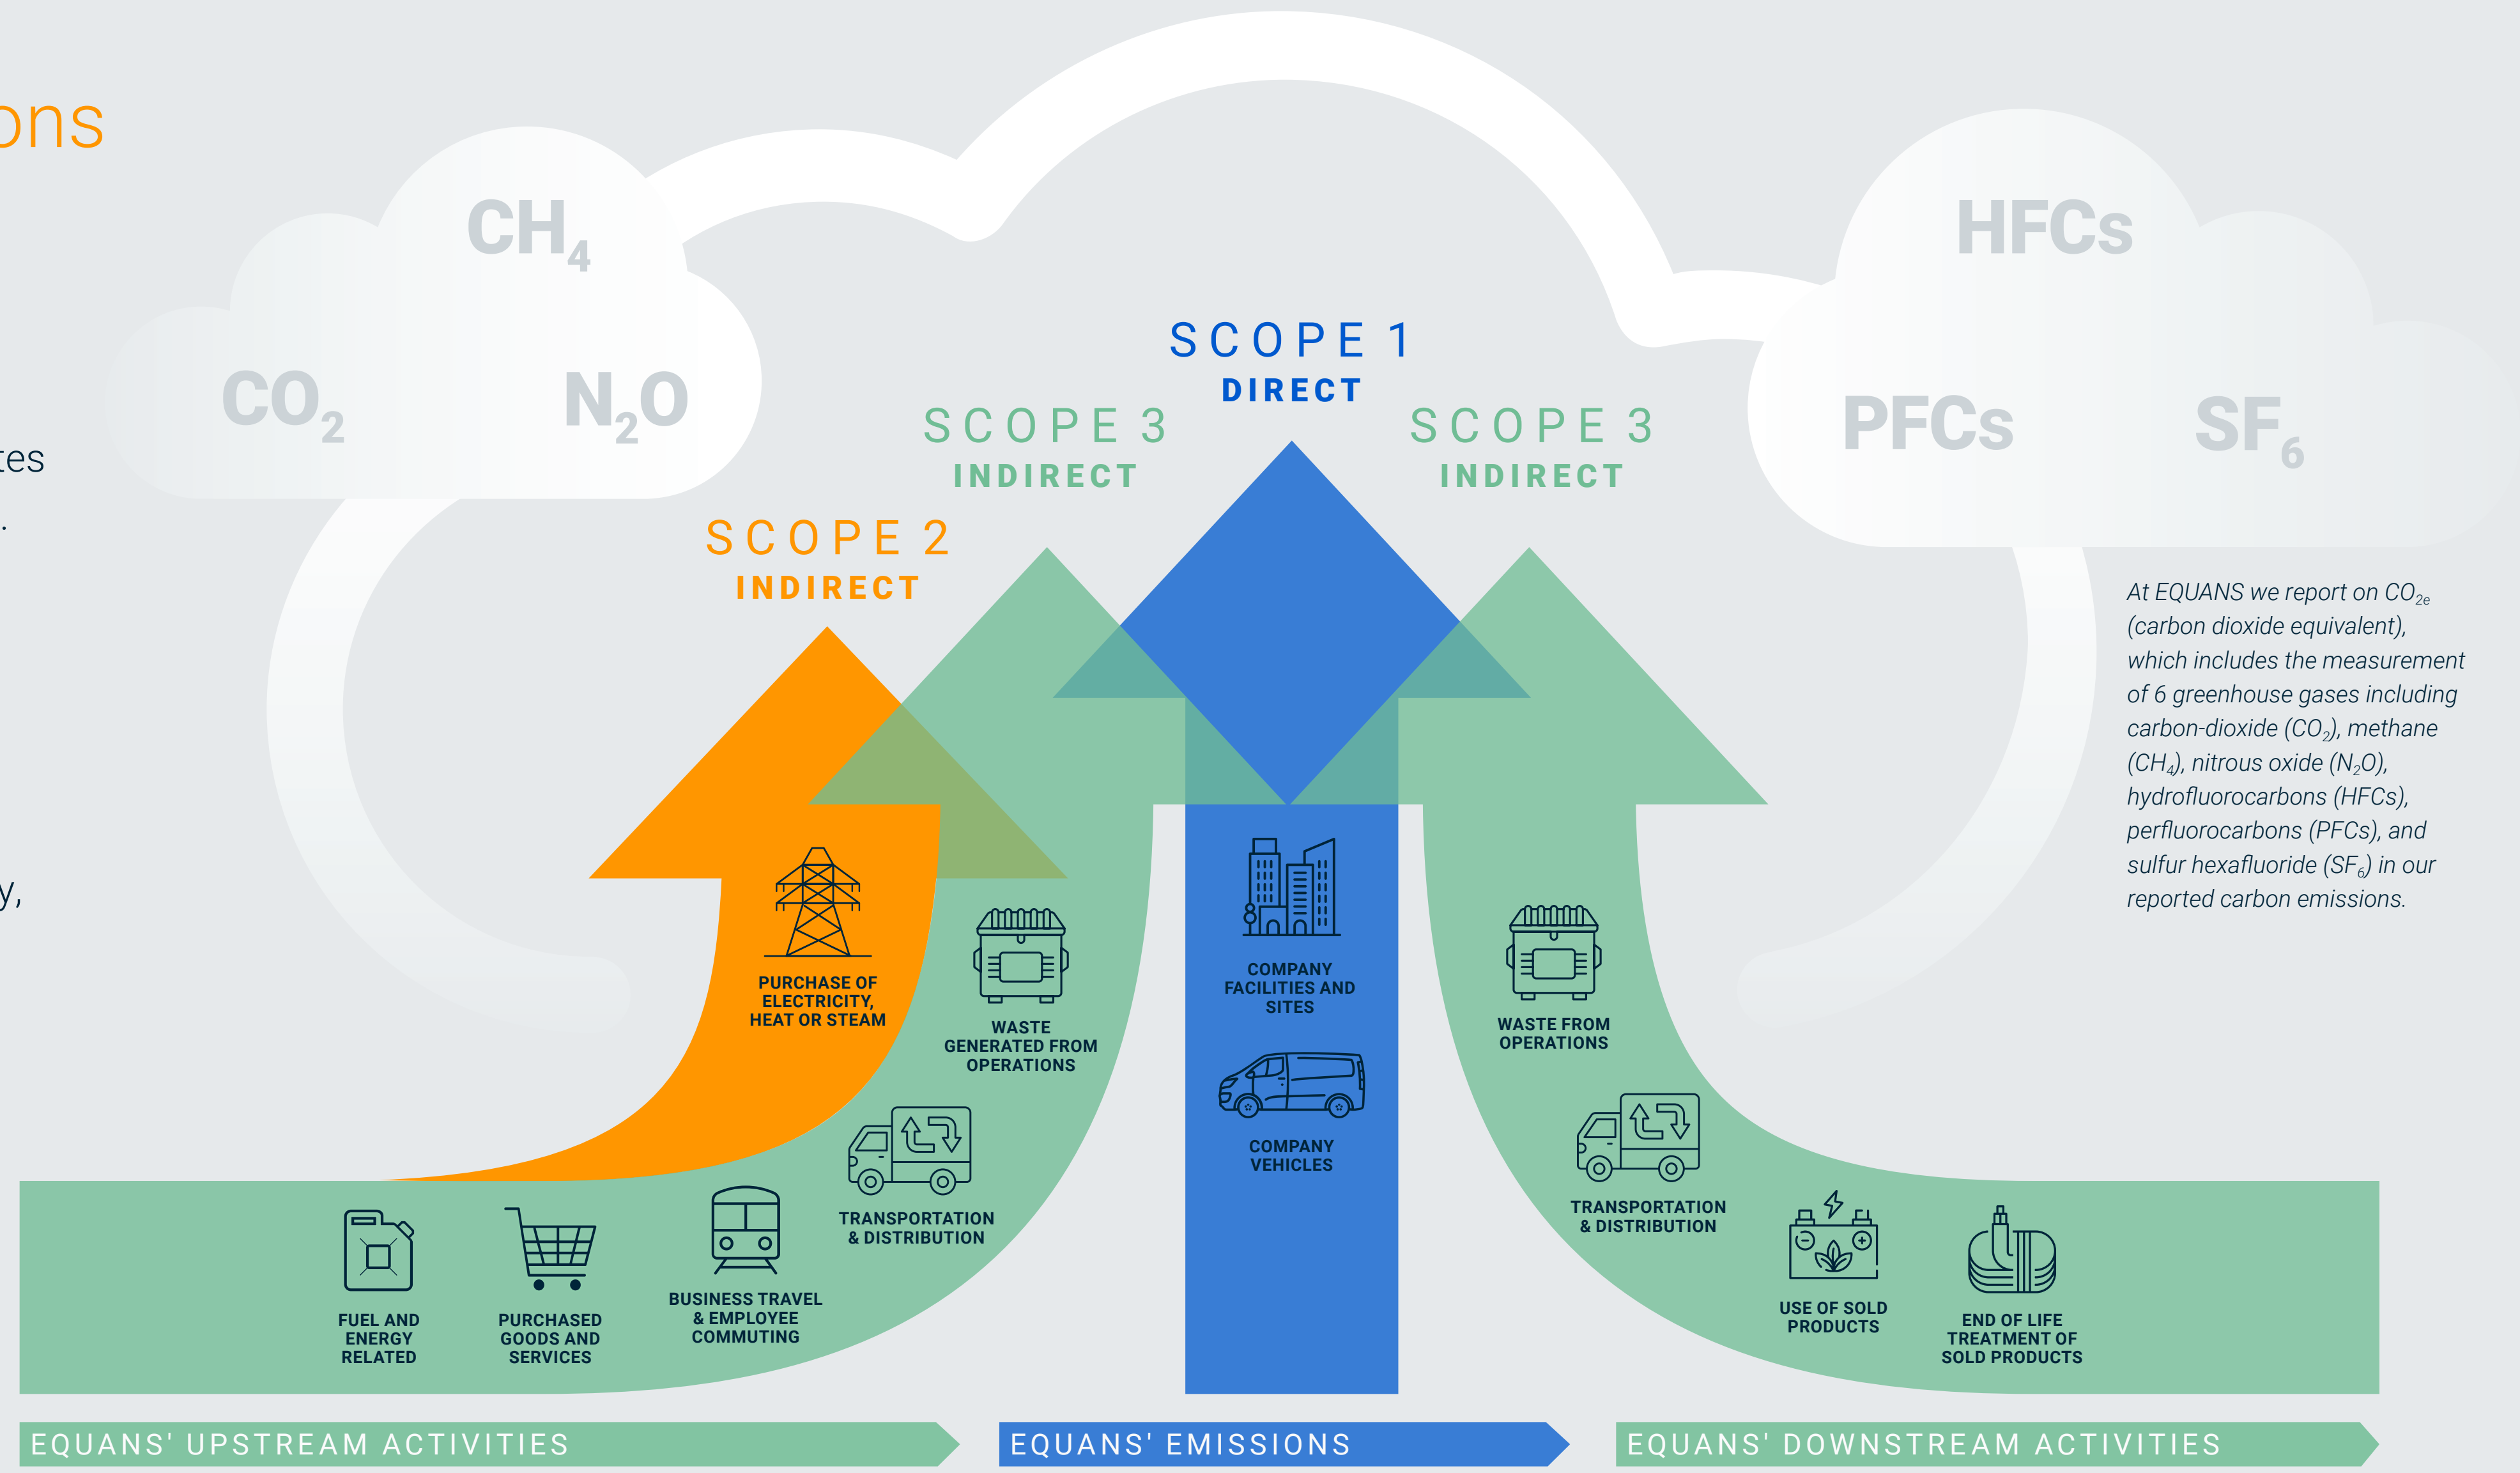 ons
tes
.
y,
CH₄
CO₂
N₂O
HFCs
PFCs
SF₆
SCOPE 1
DIRECT
SCOPE 3
INDIRECT
SCOPE 3
INDIRECT
SCOPE 2
INDIRECT
At EQUANS we report on CO₂e
(carbon dioxide equivalent),
which includes the measurement
of 6 greenhouse gases including
carbon-dioxide (CO₂), methane
(CH₄), nitrous oxide (N₂O),
hydrofluorocarbons (HFCs),
perfluorocarbons (PFCs), and
sulfur hexafluoride (SF₆) in our
reported carbon emissions.
PURCHASE OF
ELECTRICITY,
HEAT OR STEAM
WASTE
GENERATED FROM
OPERATIONS
TRANSPORTATION
& DISTRIBUTION
BUSINESS TRAVEL
& EMPLOYEE
COMMUTING
PURCHASED
GOODS AND
SERVICES
FUEL AND
ENERGY
RELATED
COMPANY
FACILITIES AND
SITES
COMPANY
VEHICLES
WASTE FROM
OPERATIONS
TRANSPORTATION
& DISTRIBUTION
USE OF SOLD
PRODUCTS
END OF LIFE
TREATMENT OF
SOLD PRODUCTS
EQUANS' UPSTREAM ACTIVITIES
EQUANS' EMISSIONS
EQUANS' DOWNSTREAM ACTIVITIES